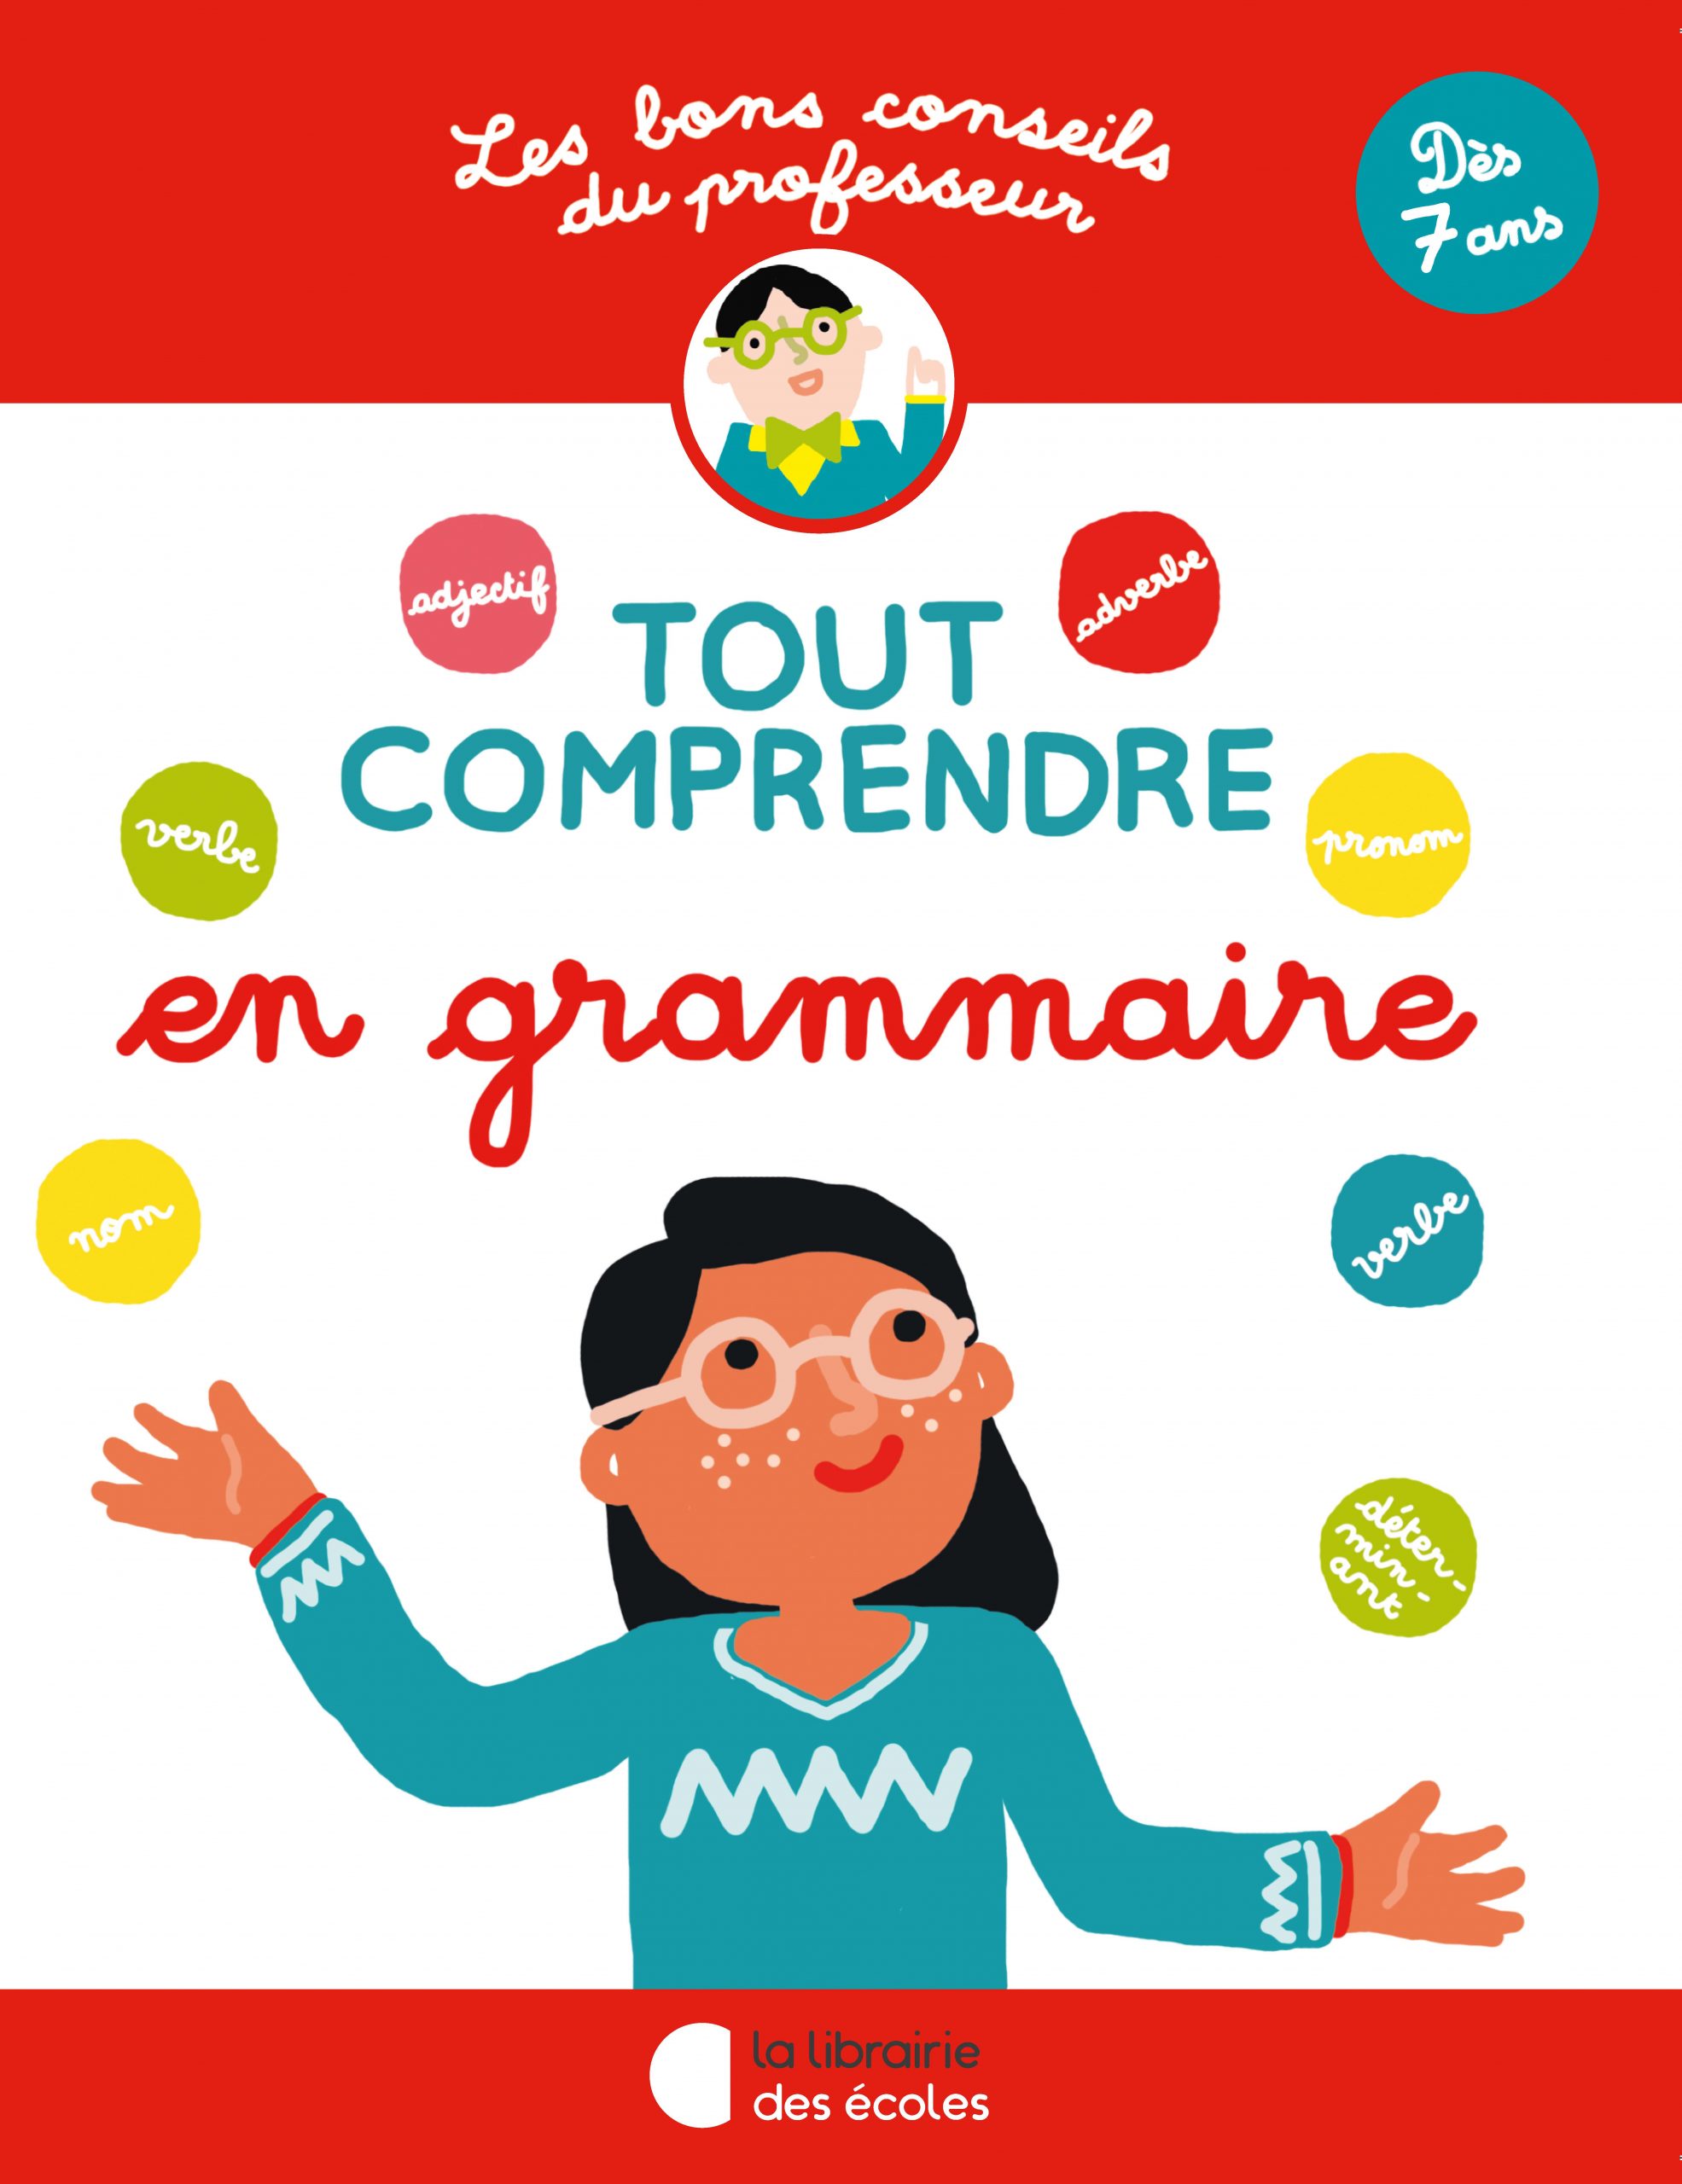 Les bons conseils
du professeur
Dès
7 ans
adjectif
adverbe
TOUT
COMPRENDRE
verbe
pronom
en grammaire
nom
verbe
déter-
min-
ant
la librairie
des écoles